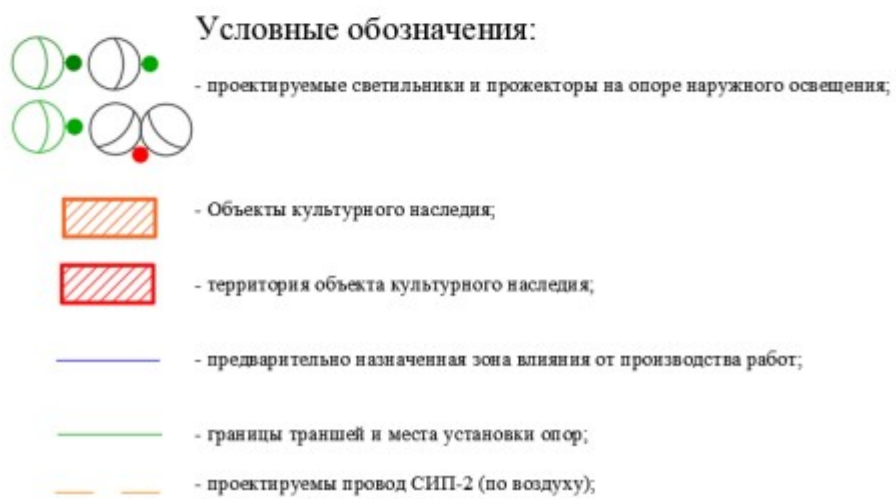 Условные обозначения:
- проектируемые светильники и прожекторы на опоре наружного освещения;
- Объекты культурного наследия;
- территория объекта культурного наследия;
- предварительно назначенная зона влияния от производства работ;
- границы траншей и места установки опор;
- проектируемы провод СИП-2 (по воздуху);